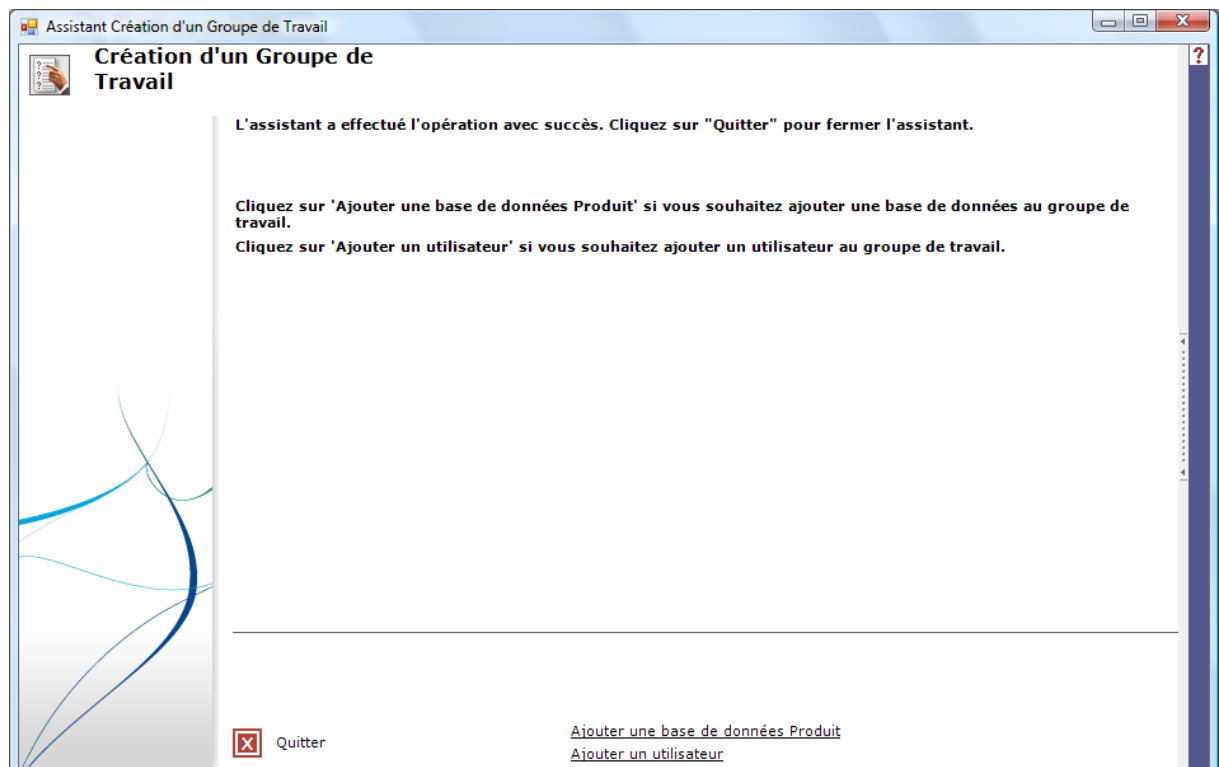 Assistant Création d'un Groupe de Travail
Création d'un Groupe de
Travail
?
L'assistant a effectué l'opération avec succès. Cliquez sur "Quitter" pour fermer l'assistant.
Cliquez sur 'Ajouter une base de données Produit' si vous souhaitez ajouter une base de données au groupe de
travail.
Cliquez sur 'Ajouter un utilisateur' si vous souhaitez ajouter un utilisateur au groupe de travail.
X Quitter
Ajouter une base de données Produit
Ajouter un utilisateur